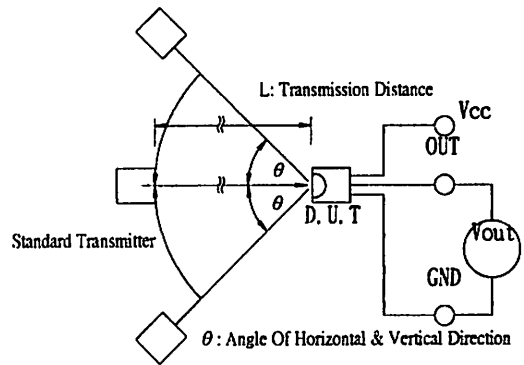 L: Transmission Distance
Vcc
OUT
θ
θ
D. U. T
Standard Transmitter
Vout
GND
θ : Angle Of Horizontal & Vertical Direction